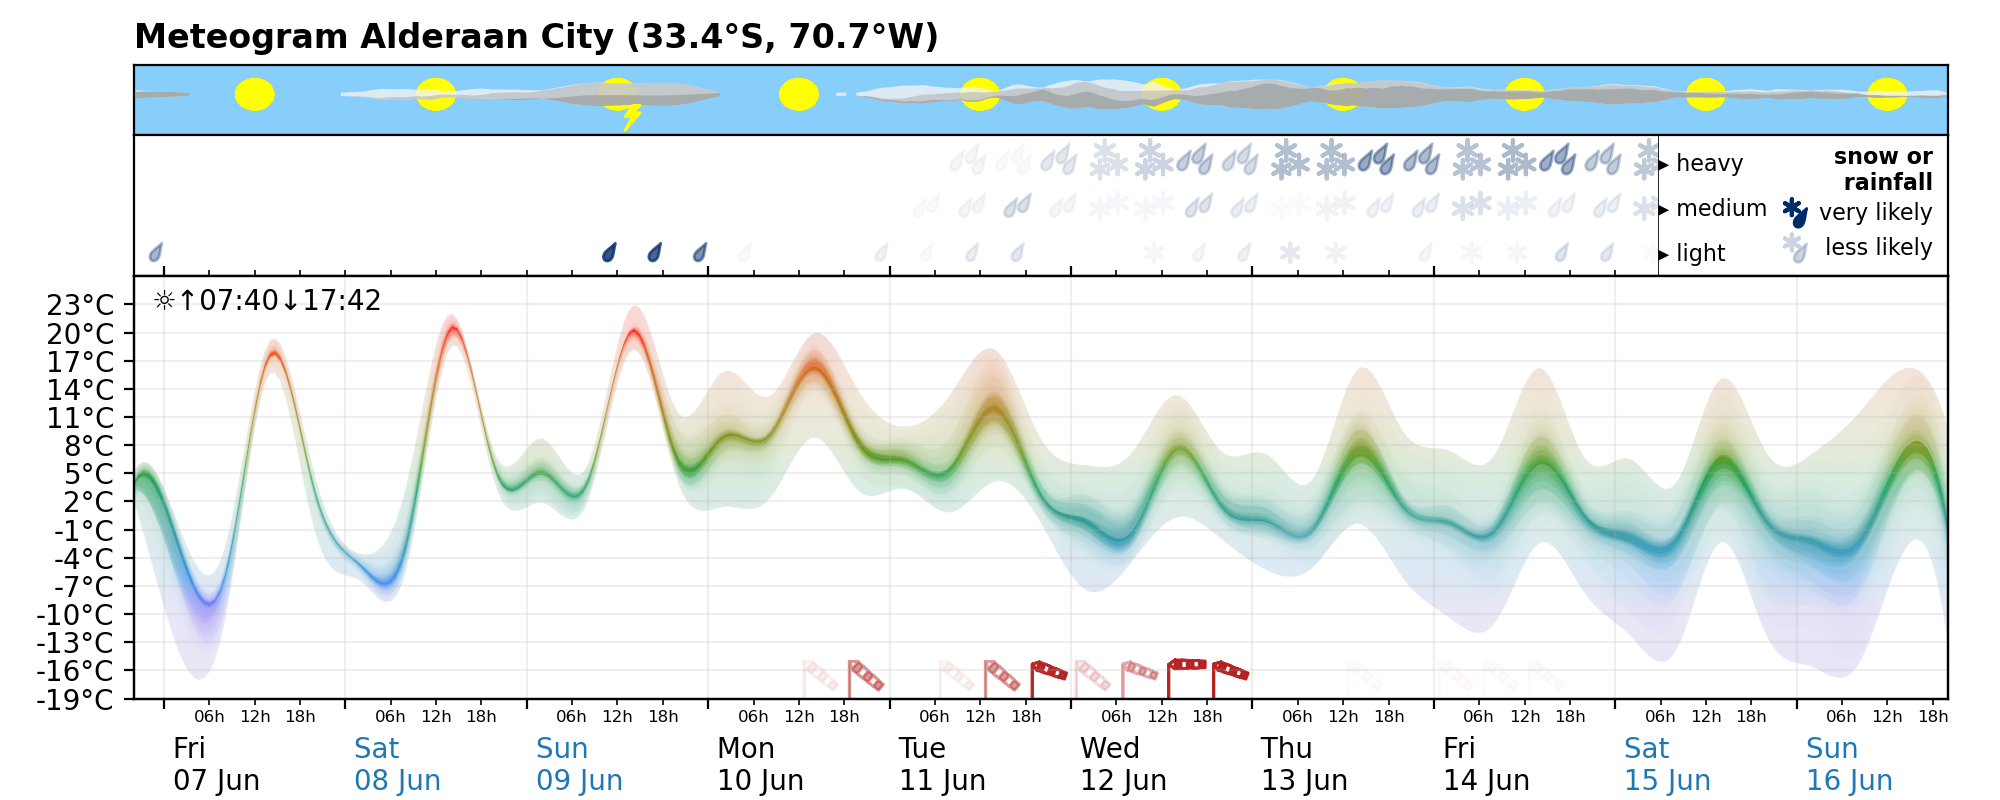 Meteogram Alderaan City (33.4°S, 70.7°W)
▸ heavy
▸ medium
▸ light
snow or
rainfall
very likely
less likely
☼↑07:40↓17:42
23°C
20°C
17°C
14°C
11°C
8°C
5°C
2°C
-1°C
-4°C
-7°C
-10°C
-13°C
-16°C
-19°C
06h 12h 18h 06h 12h 18h 06h 12h 18h 06h 12h 18h 06h 12h 18h 06h 12h 18h 06h 12h 18h 06h 12h 18h 06h 12h 18h 06h 12h 18h
Fri Sat Sun Mon Tue Wed Thu Fri Sat Sun
07 Jun 08 Jun 09 Jun 10 Jun 11 Jun 12 Jun 13 Jun 14 Jun 15 Jun 16 Jun